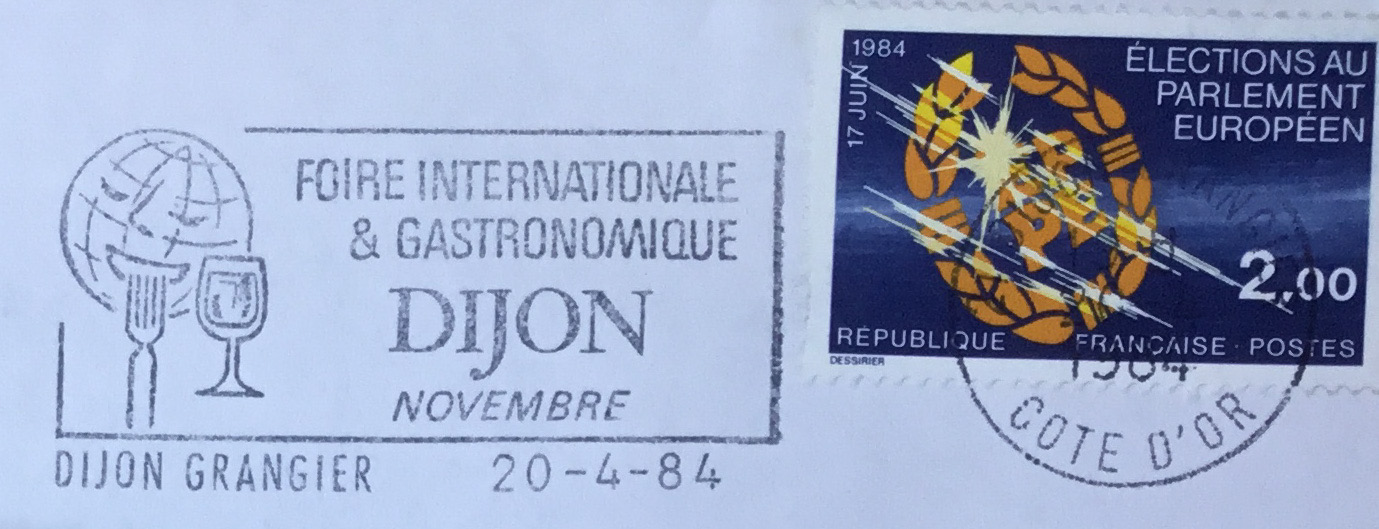 FOIRE INTERNATIONALE
& GASTRONOMIQUE
DIJON
NOVEMBRE
DIJON GRANGIER 20-4-84
17 JUIN 1984
ÉLECTIONS AU
PARLEMENT
EUROPÉEN
2,00
RÉPUBLIQUE FRANÇAISE · POSTES
DESSIRIER
1984
COTE D'OR